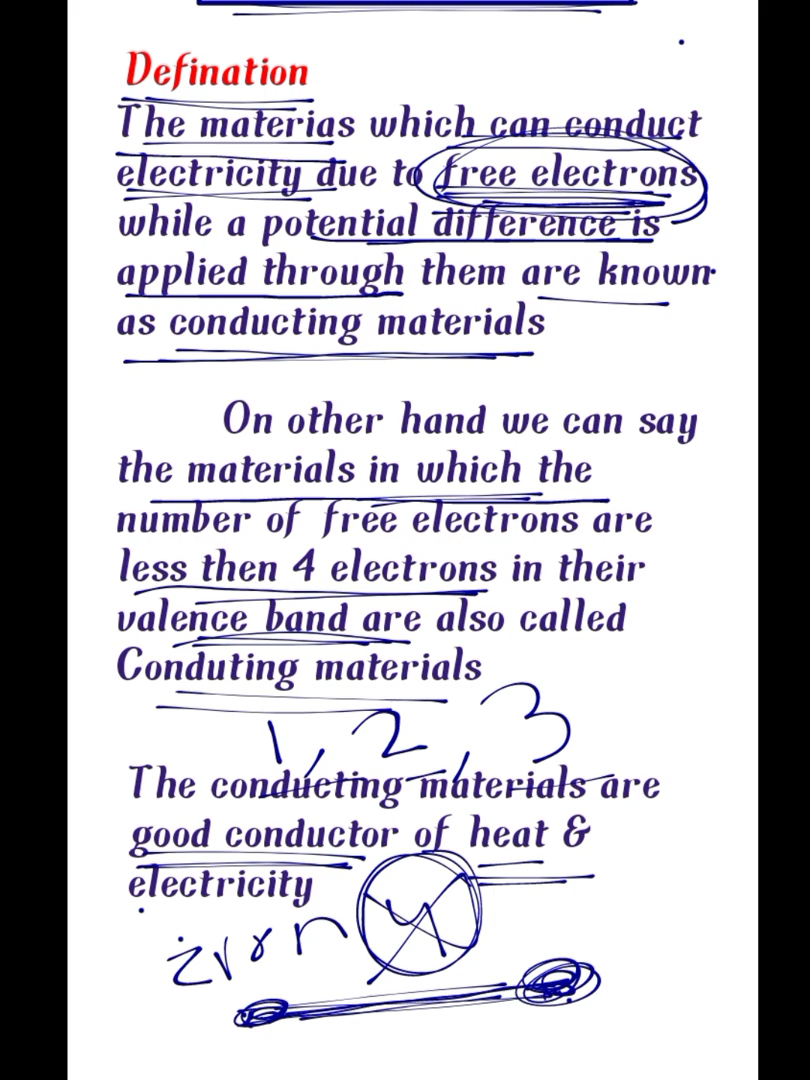 Defination
The materias which can conduct
electricity due to free electrons
while a potential difference is
applied through them are known
as conducting materials
On other hand we can say
the materials in which the
number of free electrons are
less then 4 electrons in their
valence band are also called
Conduting materials
1, 2, 3
The conducting materials are
good conductor of heat &
electricity
4
iron